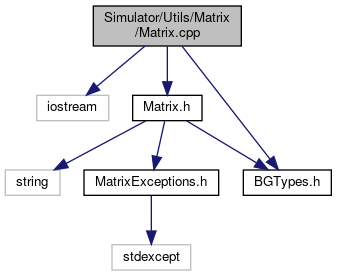 Simulator/Utils/Matrix
/Matrix.cpp
iostream
Matrix.h
string
MatrixExceptions.h
BGTypes.h
stdexcept